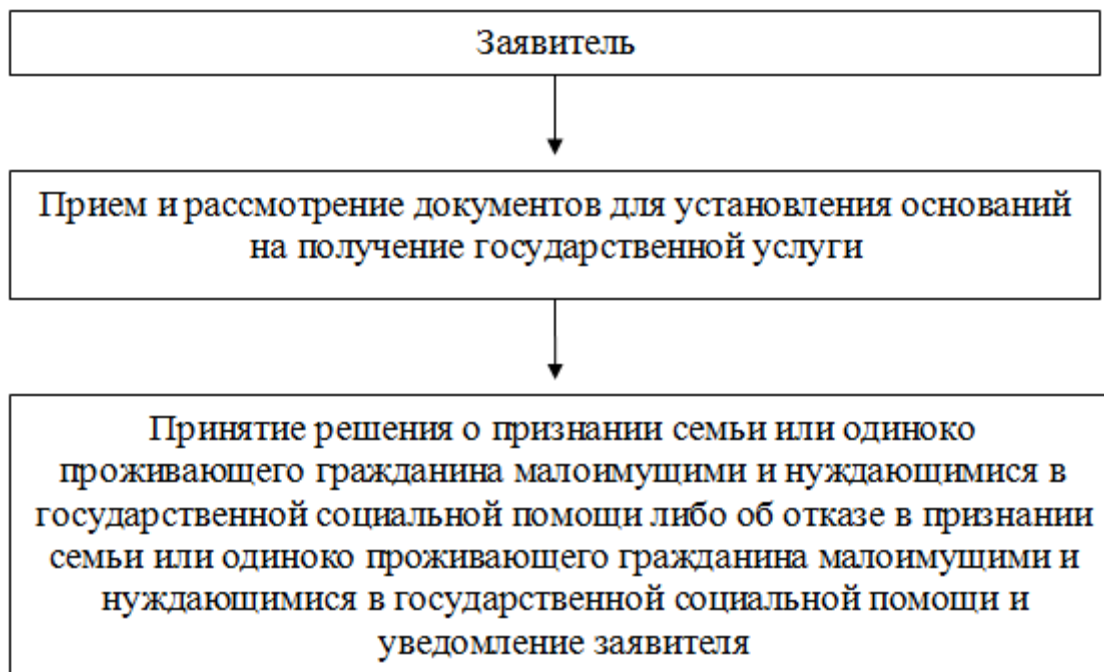 Заявитель
Прием и рассмотрение документов для установления оснований
на получение государственной услуги
Принятие решения о признании семьи или одиноко
проживающего гражданина малоимущими и нуждающимися в
государственной социальной помощи либо об отказе в признании
семьи или одиноко проживающего гражданина малоимущими и
нуждающимися в государственной социальной помощи и
уведомление заявителя